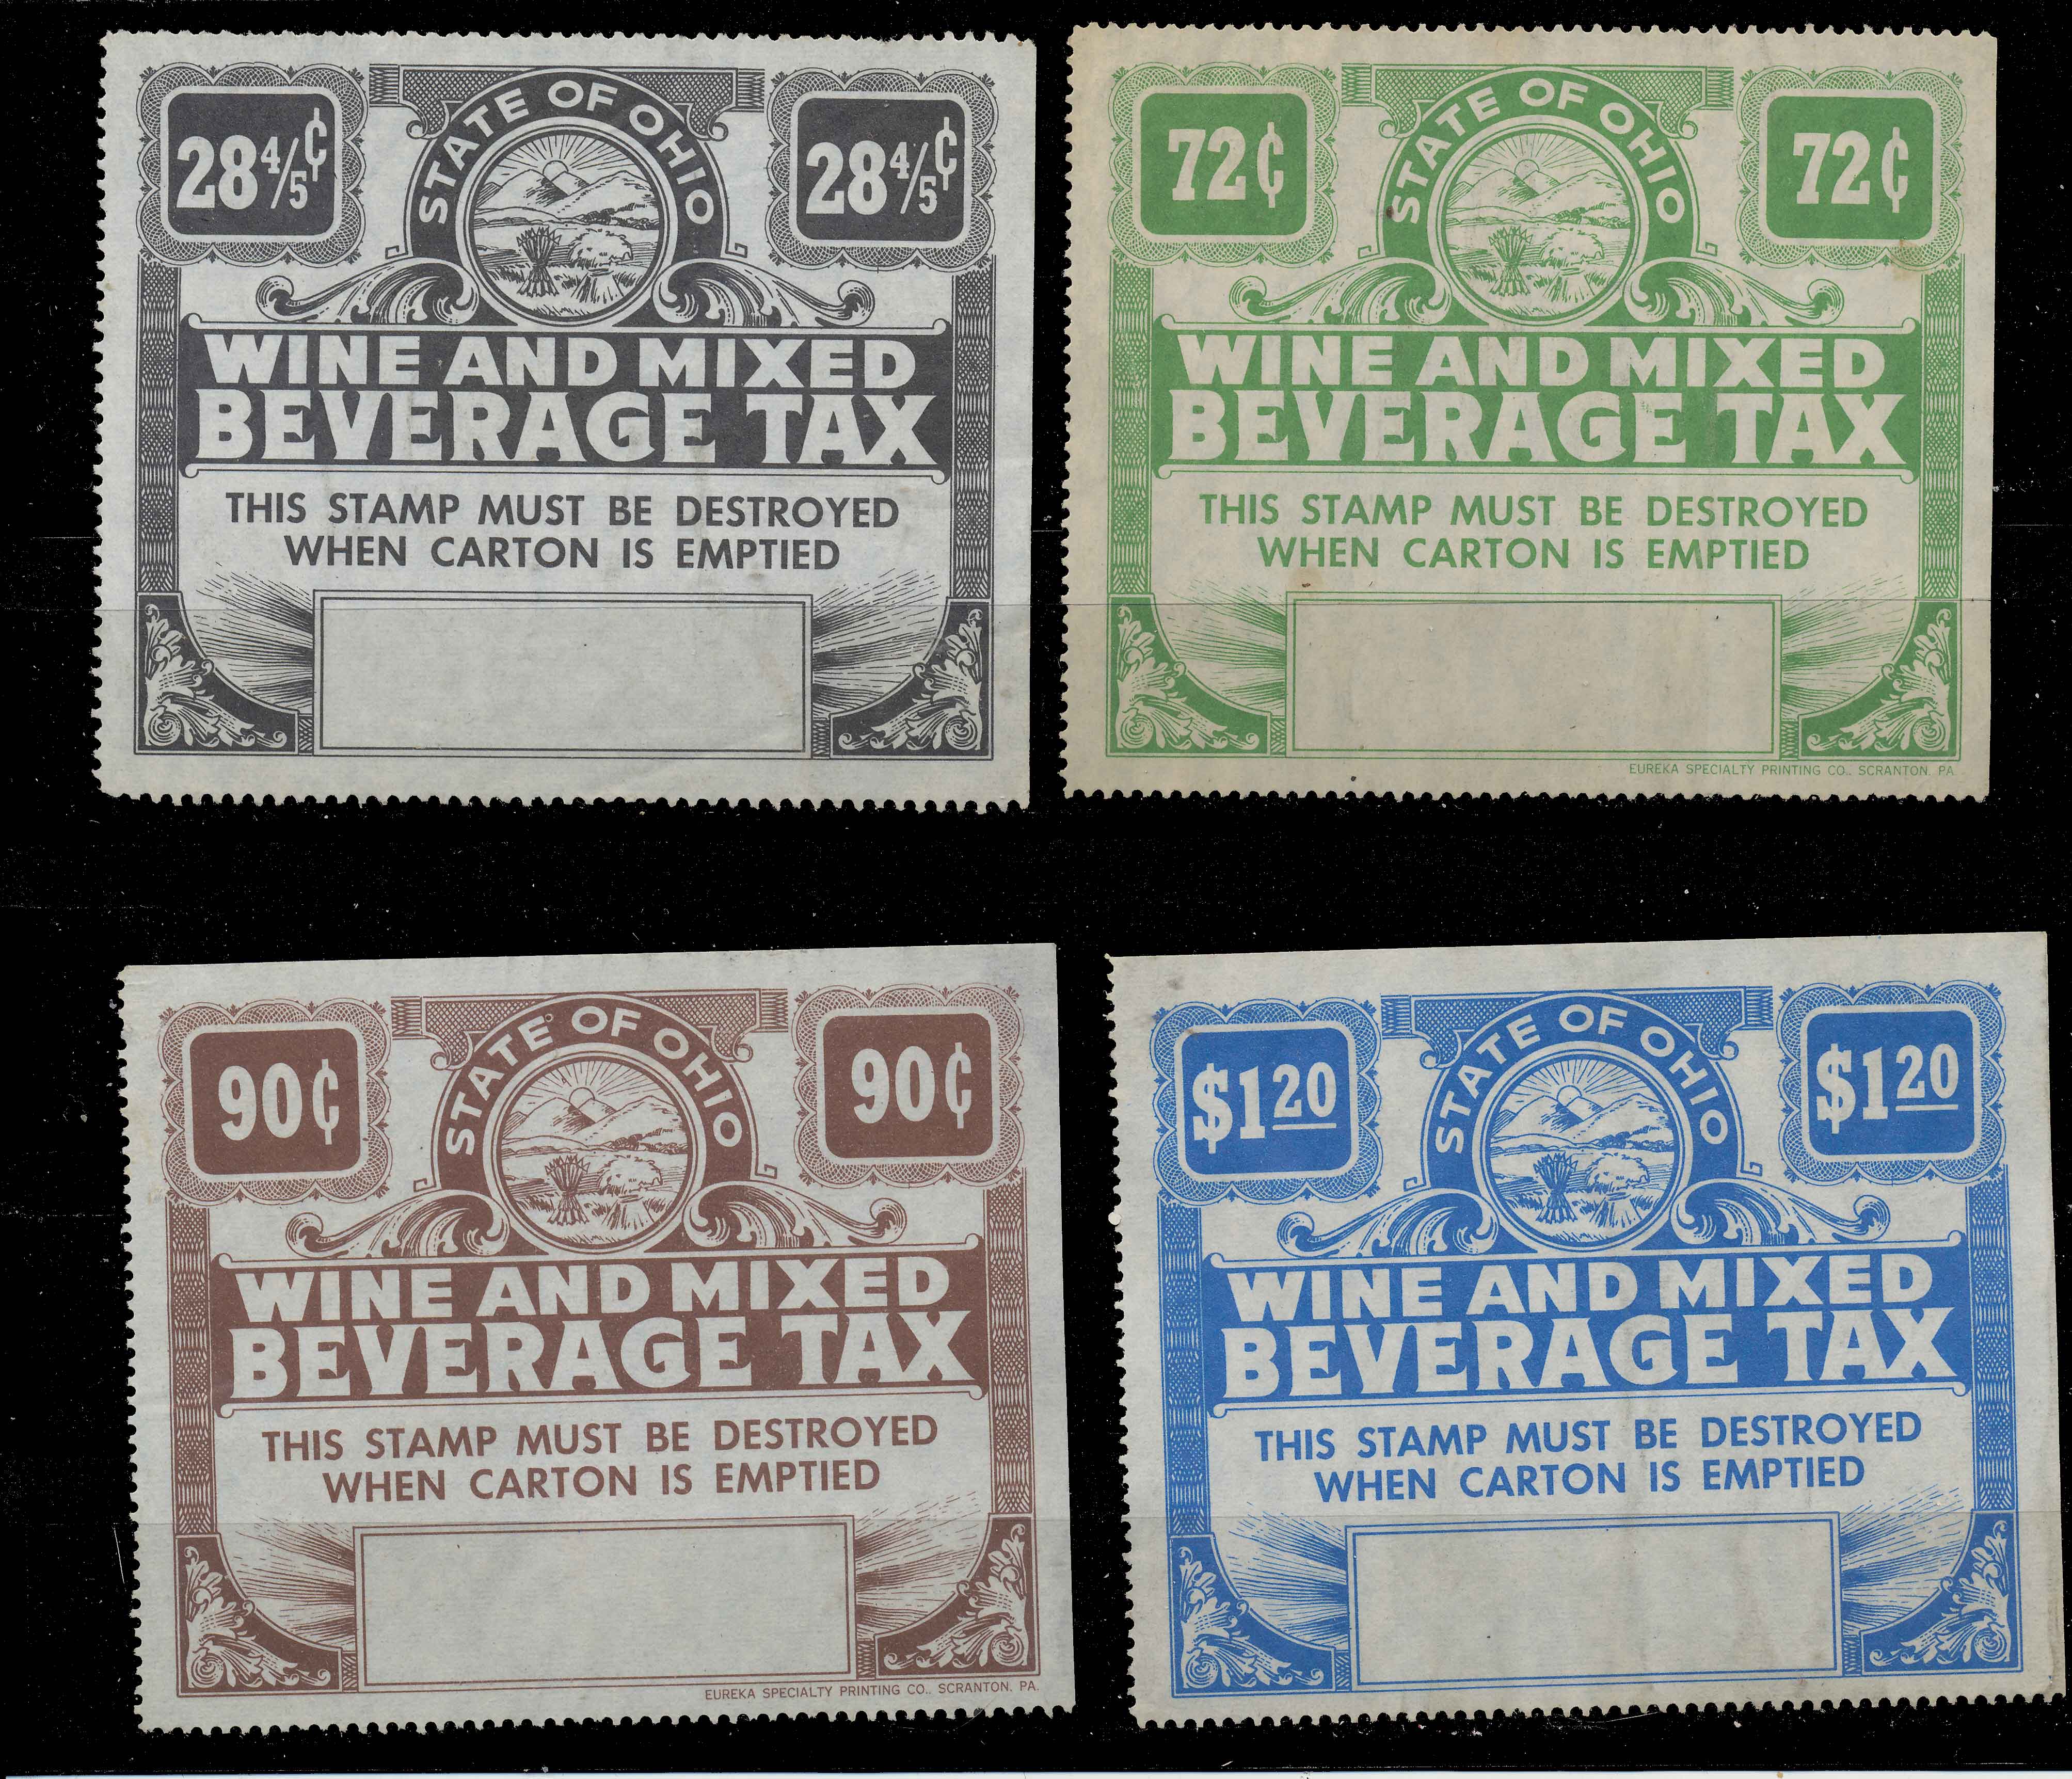 28 4/5¢ 28 4/5¢
STATE OF OHIO
WINE AND MIXED
BEVERAGE TAX
THIS STAMP MUST BE DESTROYED
WHEN CARTON IS EMPTIED
72¢ 72¢
STATE OF OHIO
WINE AND MIXED
BEVERAGE TAX
THIS STAMP MUST BE DESTROYED
WHEN CARTON IS EMPTIED
EUREKA SPECIALTY PRINTING CO., SCRANTON, PA.
90¢ 90¢
STATE OF OHIO
WINE AND MIXED
BEVERAGE TAX
THIS STAMP MUST BE DESTROYED
WHEN CARTON IS EMPTIED
EUREKA SPECIALTY PRINTING CO., SCRANTON, PA.
$1 20 $1 20
STATE OF OHIO
WINE AND MIXED
BEVERAGE TAX
THIS STAMP MUST BE DESTROYED
WHEN CARTON IS EMPTIED